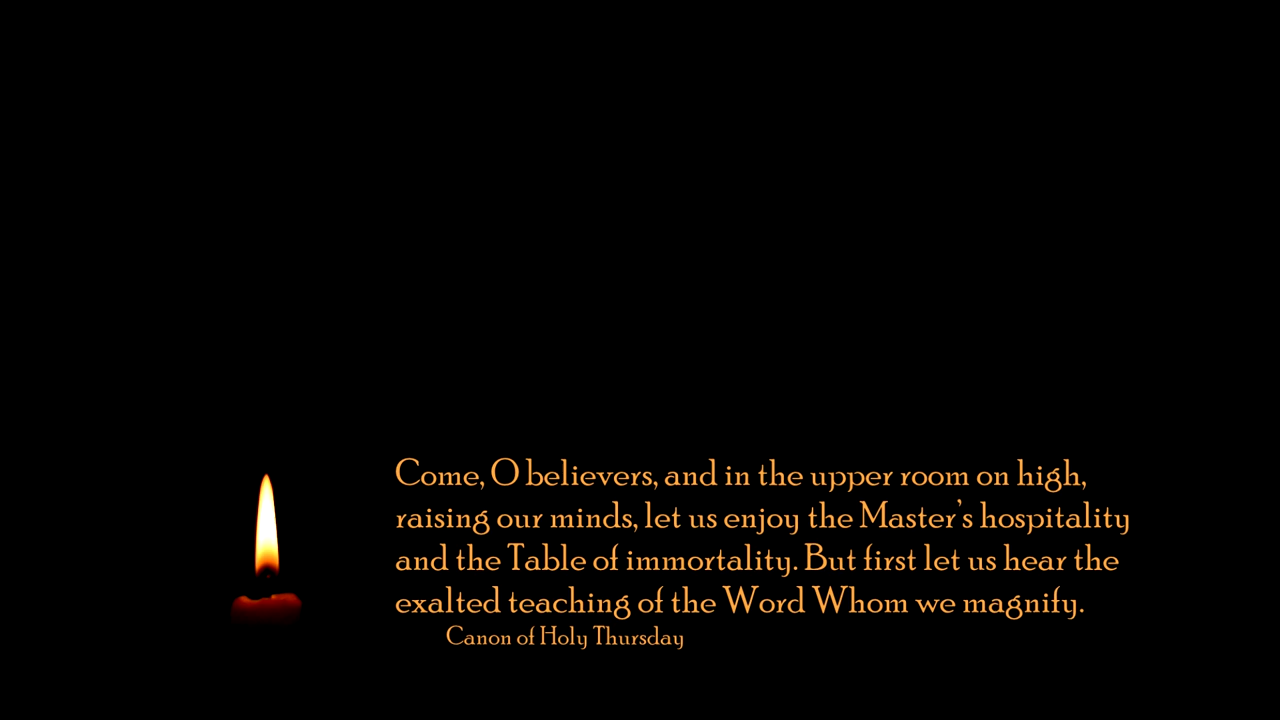 Come, O believers, and in the upper room on high,
raising our minds, let us enjoy the Master's hospitality
and the Table of immortality. But first let us hear the
exalted teaching of the Word Whom we magnify.
Canon of Holy Thursday